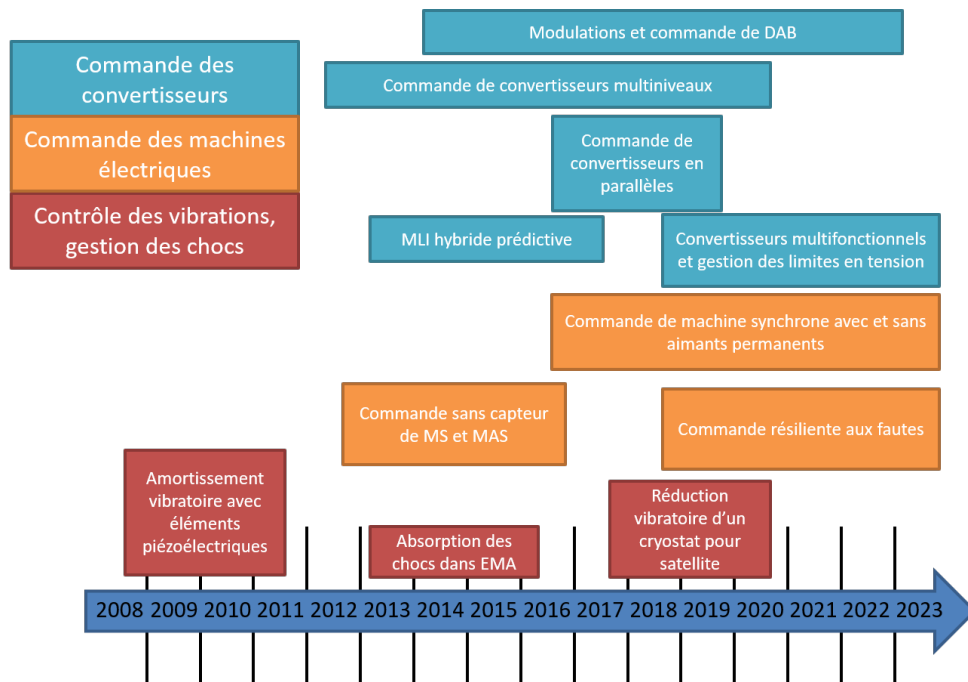 Modulations et commande de DAB
Commande des
convertisseurs
Commande de convertisseurs multiniveaux
Commande des machines
électriques
Commande de
convertisseurs en
parallèles
Contrôle des vibrations,
gestion des chocs
MLI hybride prédictive
Convertisseurs multifonctionnels
et gestion des limites en tension
Commande de machine synchrone avec et sans
aimants permanents
Commande sans capteur
de MS et MAS
Commande résiliente aux fautes
Amortissement
vibratoire avec
éléments
piézoélectriques
Absorption des
chocs dans EMA
Réduction
vibratoire d’un
cryostat pour
satellite
2008 2009 2010 2011 2012 2013 2014 2015 2016 2017 2018 2019 2020 2021 2022 2023